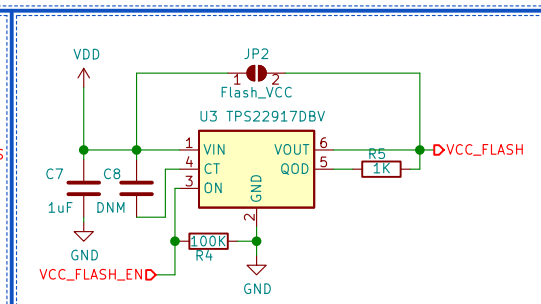 VDD
JP2
1 2
Flash_VCC
U3 TPS22917DBV
1 VIN VOUT 6
4 CT QOD 5
3 ON
GND
2
R5
1K
VCC_FLASH
C7 C8
1uF DNM
GND
100K
R4
VCC_FLASH_EN
GND